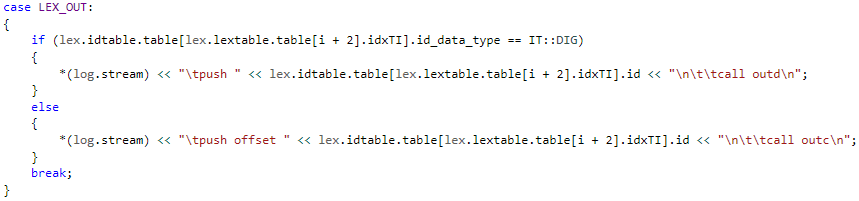 case LEX_OUT:
{
    if (lex.idtable.table[lex.lextable.table[i + 2].idxTI].id_data_type == IT::DIG)
    {
        *(log.stream) << "\tpush " << lex.idtable.table[lex.lextable.table[i + 2].idxTI].id << "\n\t\tcall outd\n";
    }
    else
    {
        *(log.stream) << "\tpush offset " << lex.idtable.table[lex.lextable.table[i + 2].idxTI].id << "\n\t\tcall outc\n";
    }
    break;
}